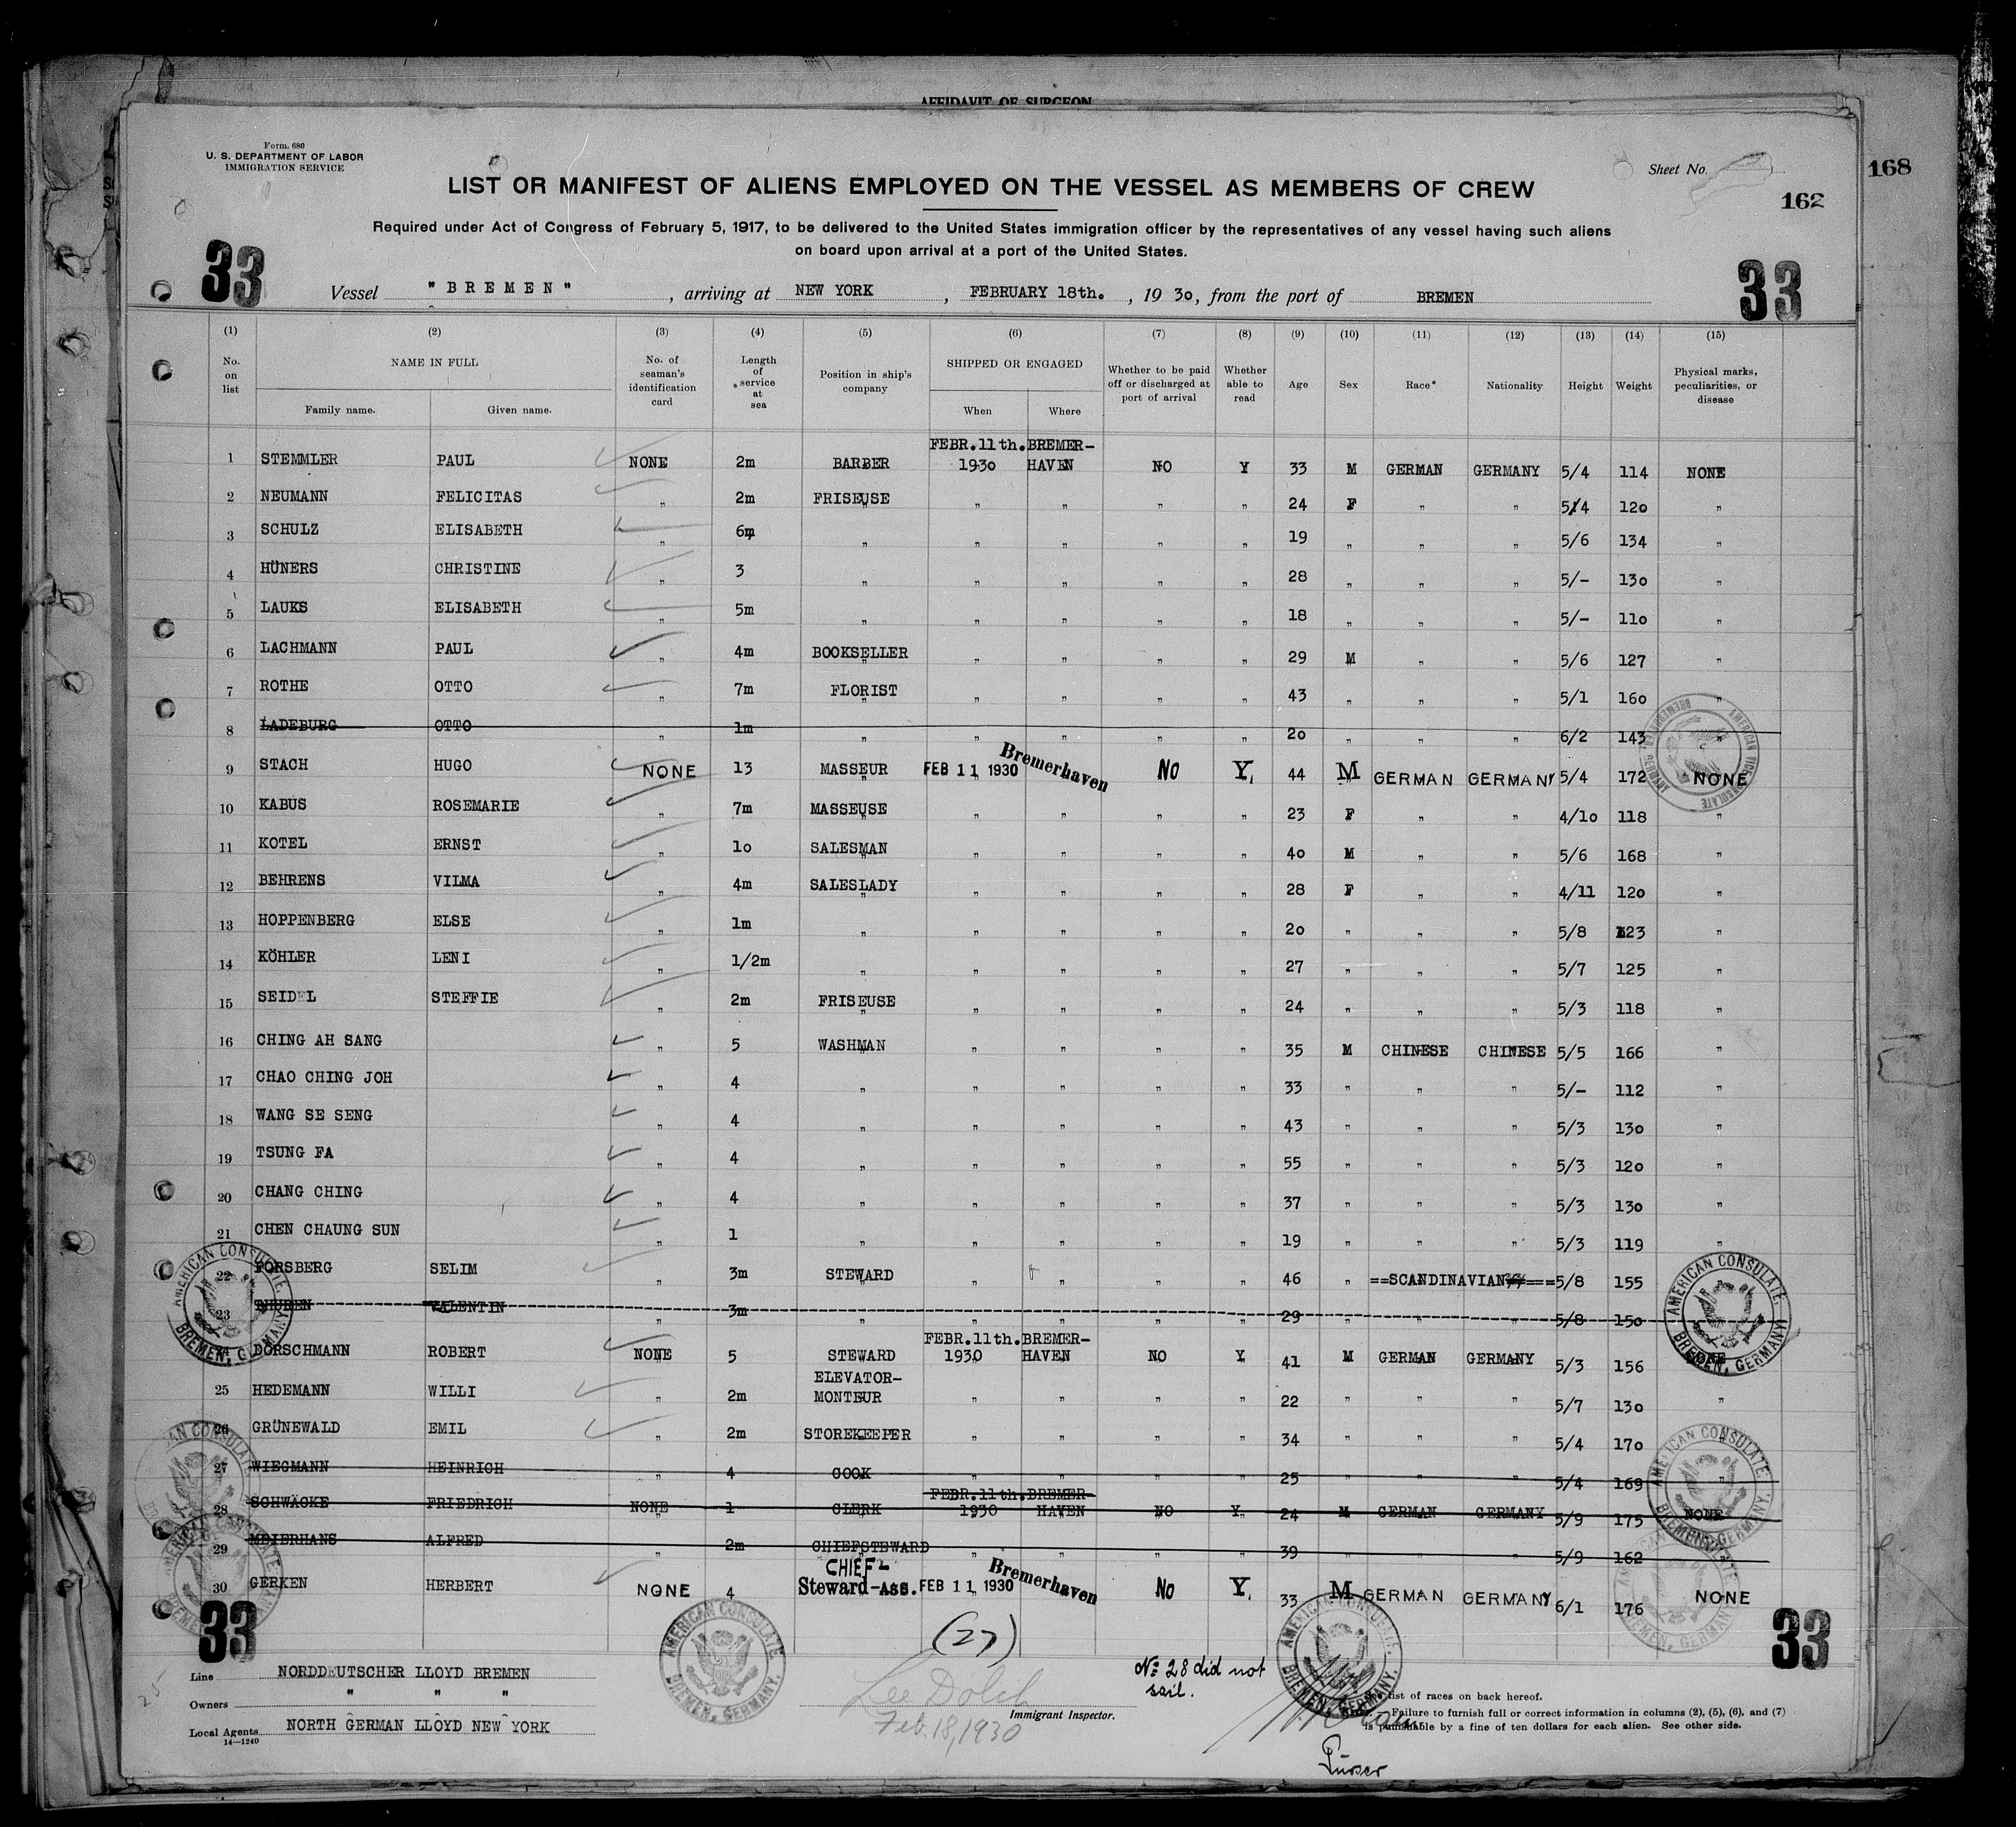 AFFIDAVIT OF SURGEON
Form. 680
U. S. DEPARTMENT OF LABOR
IMMIGRATION SERVICE
Sheet No.
168
162
LIST OR MANIFEST OF ALIENS EMPLOYED ON THE VESSEL AS MEMBERS OF CREW
Required under Act of Congress of February 5, 1917, to be delivered to the United States immigration officer by the representatives of any vessel having such aliens
on board upon arrival at a port of the United States.
33 33
Vessel "BREMEN", arriving at NEW YORK, FEBRUARY 18th., 1930, from the port of BREMEN
(1) (2) (3) (4) (5) (6) (7) (8) (9) (10) (11) (12) (13) (14) (15)
No. on list NAME IN FULL No. of seaman's identification card Length of service at sea Position in ship's company SHIPPED OR ENGAGED Whether to be paid off or discharged at port of arrival Whether able to read Age Sex Race* Nationality Height Weight Physical marks, peculiarities, or disease
Family name. Given name. When Where
1 STEMMLER PAUL NONE 2m BARBER FEBR.11th. 1930 BREMER-HAVEN NO Y 33 M GERMAN GERMANY 5/4 114 NONE
2 NEUMANN FELICITAS " 2m FRISEUSE " " " " 24 F " " 5/4 120 "
3 SCHULZ ELISABETH " 6m " " " " " 19 " " " 5/6 134 "
4 HÜNERS CHRISTINE " 3 " " " " " 28 " " " 5/- 130 "
5 LAUKS ELISABETH " 5m " " " " " 18 " " " 5/- 110 "
6 LACHMANN PAUL " 4m BOOKSELLER " " " " 29 M " " 5/6 127 "
7 ROTHE OTTO " 7m FLORIST " " " " 43 " " " 5/1 160 "
8 LADEBURG OTTO " 1m " " " " " 20 " " " 6/2 143 "
9 STACH HUGO NONE 13 MASSEUR FEB 11 1930 Bremerhaven NO Y. 44 M GERMAN GERMANY 5/4 172 NONE
10 KABUS ROSEMARIE " 7m MASSEUSE " " " " 23 F " " 4/10 118 "
11 KOTEL ERNST " 10 SALESMAN " " " " 40 M " " 5/6 168 "
12 BEHRENS VILMA " 4m SALESLADY " " " " 28 F " " 4/11 120 "
13 HOPPENBERG ELSE " 1m " " " " " 20 " " " 5/8 123 "
14 KÖHLER LENI " 1/2m " " " " " 27 " " " 5/7 125 "
15 SEIDEL STEFFIE " 2m FRISEUSE " " " " 24 " " " 5/3 118 "
16 CHING AH SANG " 5 WASHMAN " " " " 35 M CHINESE CHINESE 5/5 166 "
17 CHAO CHING JOH " 4 " " " " " 33 " " " 5/- 112 "
18 WANG SE SENG " 4 " " " " " 43 " " " 5/3 130 "
19 TSUNG FA " 4 " " " " " 55 " " " 5/3 120 "
20 CHANG CHING " 4 " " " " " 37 " " " 5/3 130 "
21 CHEN CHAUNG SUN " 1 " " " " " 19 " " " 5/3 119 "
22 FORSBERG SELIM " 3m STEWARD " " " " 46 " ==SCANDINAVIAN==== 5/8 155
23 THUREN VALENTIN 3m " " " " " 29 " " " 5/8 150
24 DÖRSCHMANN ROBERT NONE 5 STEWARD FEBR.11th. 1930 BREMER-HAVEN NO Y 41 M GERMAN GERMANY 5/3 156 NONE
25 HEDEMANN WILLI " 2m ELEVATOR-MONTEUR " " " " 22 " " " 5/7 130 "
26 GRÜNEWALD EMIL " 2m STOREKEEPER " " " " 34 " " " 5/4 170 "
27 WIEGMANN HEINRICH " 4 COOK " " " " 25 " " " 5/4 169 "
28 SCHWÄCKE FRIEDRICH NONE 1 CLERK FEBR.11th. 1930 BREMER-HAVEN NO Y 24 M GERMAN GERMANY 5/9 175 NONE
29 MEIERHANS ALFRED " 2m CHIEFSTEWARD " " " " 39 " " " 5/9 162
30 GERKEN HERBERT NONE 4 CHIEF-Steward-Ass. FEB 11 1930 Bremerhaven No Y. 33 M GERMAN GERMANY 6/1 176 NONE
AMERICAN VICE CONSULATE BREMERHAVEN, GERMANY
AMERICAN CONSULATE. BREMEN, GERMANY.
AMERICAN CONSULATE. BREMEN, GERMANY.
AMERICAN CONSULATE. BREMEN, GERMANY.
AMERICAN CONSULATE. BREMEN, GERMANY.
33 (27) 33
25
Line NORDDEUTSCHER LLOYD BREMEN
Owners " " "
Local Agents NORTH GERMAN LLOYD NEW YORK
14—1240
Lee Dolch
Feb. 18, 1930
Immigrant Inspector.
No 28 did not
sail.
list of races on back hereof.
—Failure to furnish full or correct information in columns (2), (5), (6), and (7)
is punishable by a fine of ten dollars for each alien. See other side.
Purser